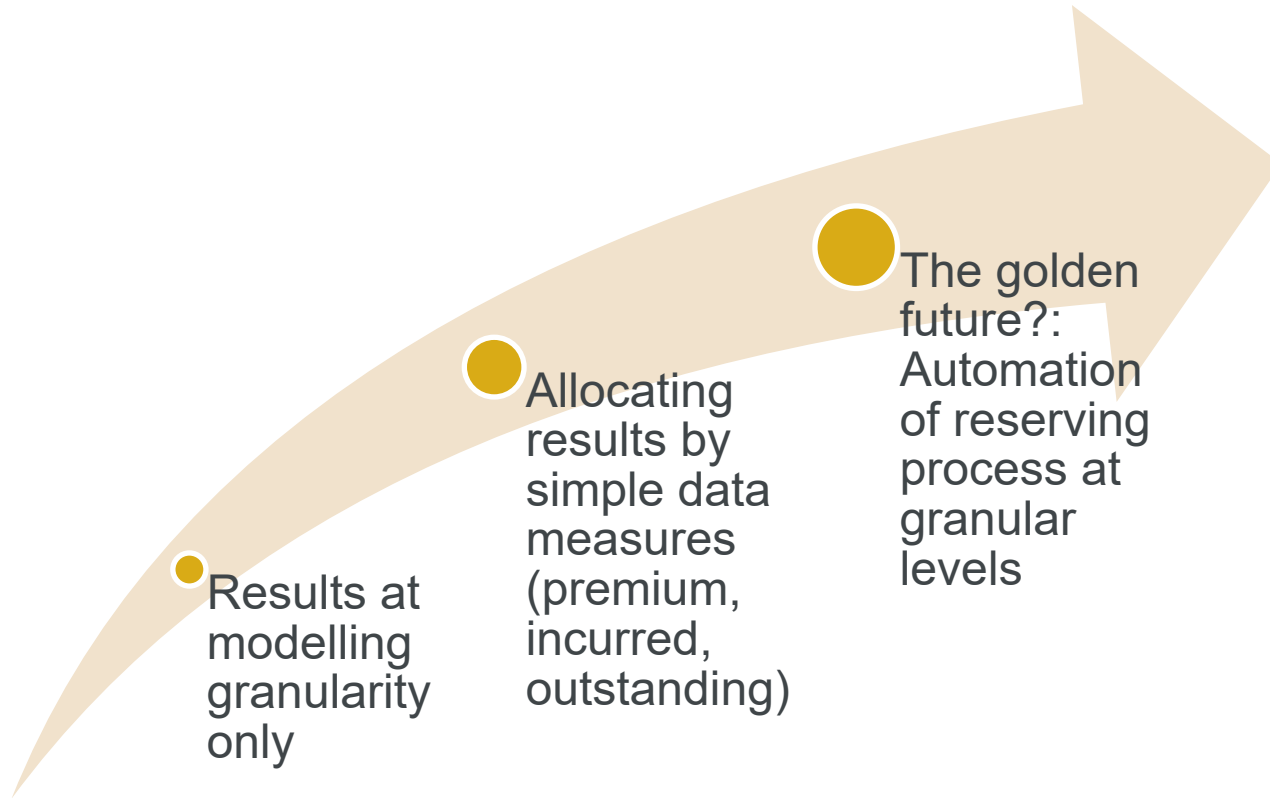 Results at
modelling
granularity
only
Allocating
results by
simple data
measures
(premium,
incurred,
outstanding)
The golden
future?:
Automation
of reserving
process at
granular
levels